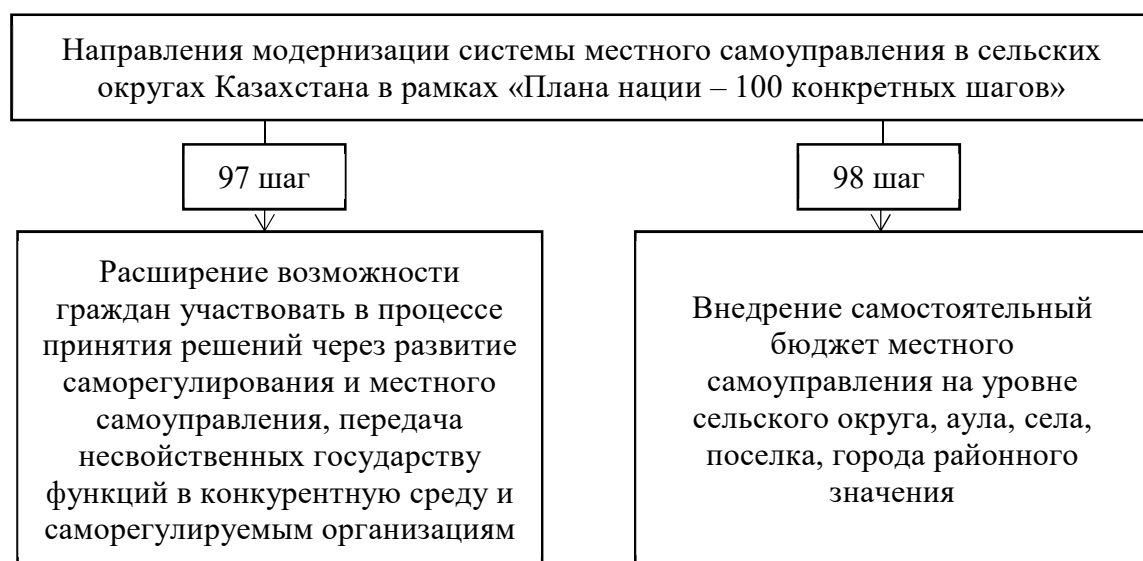 Направления модернизации системы местного самоуправления в сельских
округах Казахстана в рамках «Плана нации – 100 конкретных шагов»
97 шаг
98 шаг
Расширение возможности
граждан участвовать в процессе
принятия решений через развитие
саморегулирования и местного
самоуправления, передача
несвойственных государству
функций в конкурентную среду и
саморегулируемым организациям
Внедрение самостоятельный
бюджет местного
самоуправления на уровне
сельского округа, аула, села,
поселка, города районного
значения